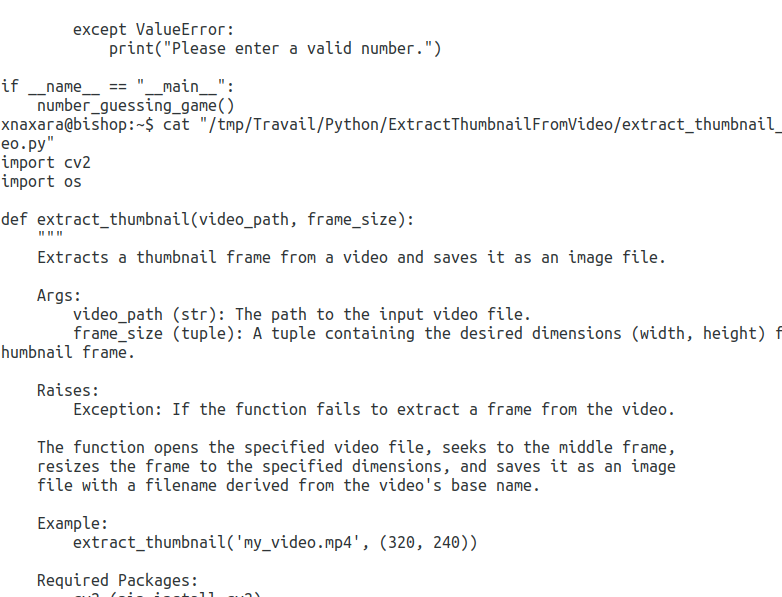 except ValueError:
            print("Please enter a valid number.")

if __name__ == "__main__":
    number_guessing_game()
xnaxara@bishop:~$ cat "/tmp/Travail/Python/ExtractThumbnailFromVideo/extract_thumbnail_
eo.py"
import cv2
import os

def extract_thumbnail(video_path, frame_size):
    """
    Extracts a thumbnail frame from a video and saves it as an image file.

    Args:
        video_path (str): The path to the input video file.
        frame_size (tuple): A tuple containing the desired dimensions (width, height) f
humbnail frame.

    Raises:
        Exception: If the function fails to extract a frame from the video.

    The function opens the specified video file, seeks to the middle frame,
    resizes the frame to the specified dimensions, and saves it as an image
    file with a filename derived from the video's base name.

    Example:
        extract_thumbnail('my_video.mp4', (320, 240))

    Required Packages:
        cv2 (pip install cv2)